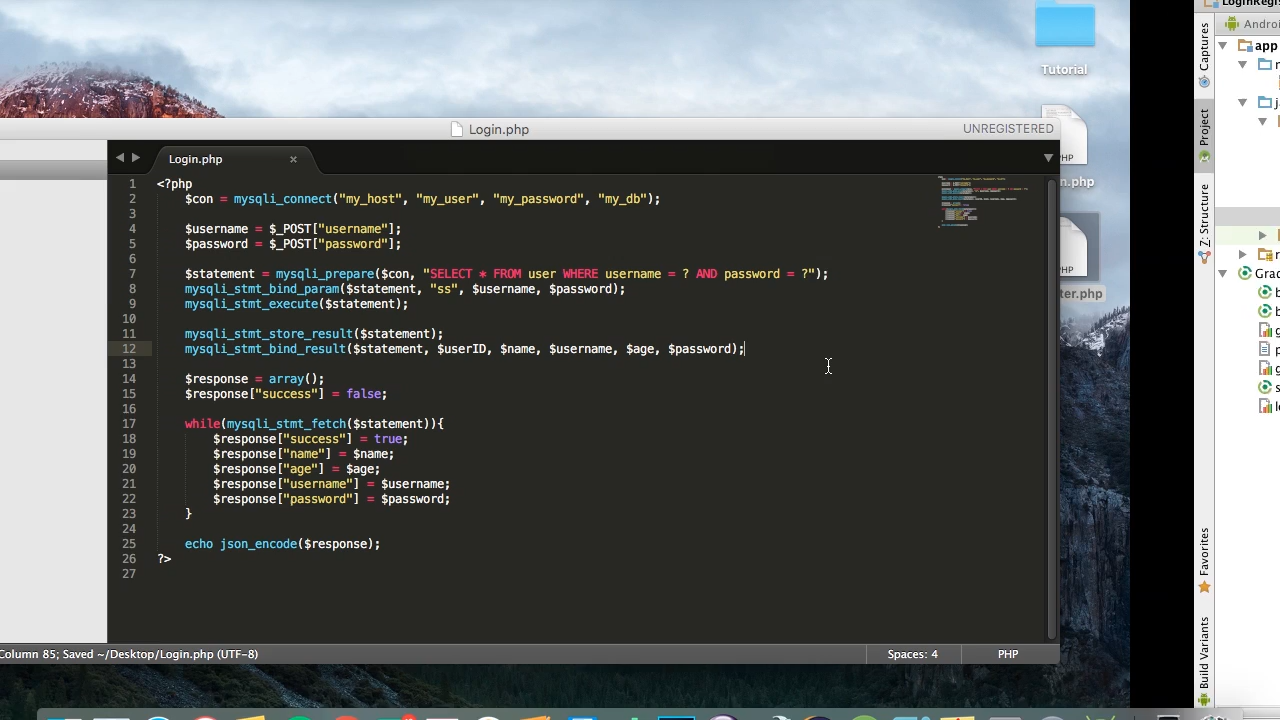 LoginRegi
Androi
Tutorial
Captures
app
Login.php
UNREGISTERED
Project
Login.php
PHP
n.php
1 <?php
2 $con = mysqli_connect("my_host", "my_user", "my_password", "my_db");
3
4 $username = $_POST["username"];
5 $password = $_POST["password"];
6
7 $statement = mysqli_prepare($con, "SELECT * FROM user WHERE username = ? AND password = ?");
8 mysqli_stmt_bind_param($statement, "ss", $username, $password);
9 mysqli_stmt_execute($statement);
10
11 mysqli_stmt_store_result($statement);
12 mysqli_stmt_bind_result($statement, $userID, $name, $username, $age, $password);
13
14 $response = array();
15 $response["success"] = false;
16
17 while(mysqli_stmt_fetch($statement)){
18 $response["success"] = true;
19 $response["name"] = $name;
20 $response["age"] = $age;
21 $response["username"] = $username;
22 $response["password"] = $password;
23 }
24
25 echo json_encode($response);
26 ?>
27
7: Structure
PHP
ter.php
Grad
Favorites
Build Variants
Column 85; Saved ~/Desktop/Login.php (UTF-8)
Spaces: 4
PHP